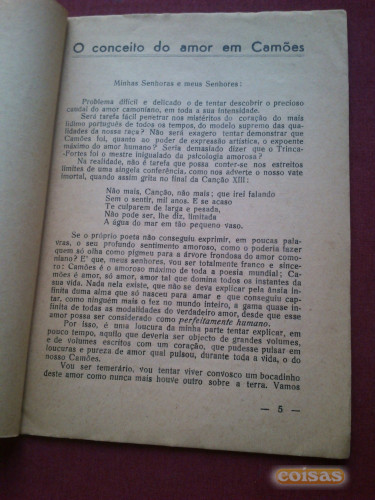 O conceito do amor em Camões
Minhas Senhoras e meus Senhores:
Problema difícil e delicado o de tentar descobrir o precioso
caudal do amor camoniano, em toda a sua intensidade.
Será tarefa fácil penetrar nos mistéritos do coração do mais
lídimo português de todos os tempos, do modelo supremo das qua-
lidades da nossa raça? Não será exagero tentar demonstrar que
Camões foi, quanto ao poder de expressão artística, o expoente
máximo do amor humano? Seria demasiado dizer que o Trinca-
-Fortes foi o mestre inigualado da psicologia amorosa?
Na realidade, não é tarefa que possa conter-se nos estreitos
limites de uma singela conferência, como nos adverte o nosso vate
imortal, quando assim grita no final da Canção XIII:
Não mais, Canção, não mais; que irei falando
Sem o sentir, mil anos. E se acaso
Te culparem de larga e pesada,
Não pode ser, lhe diz, limitada
A água do mar em tão pequeno vaso.
Se o próprio poeta não conseguiu exprimir, em poucas pala-
vras, o seu profundo sentimento amoroso, como o poderia fazer
quem só olha como pigmeu para a árvore frondosa do amor camo-
niano? E' que, meus senhores, vou ser totalmente franco e since-
ro: Camões é o amoroso máximo de toda a poesia mundial; Ca-
mões é amor, só amor, amor tal que domina todos os instantes da
sua vida. Nada nela existe, que não se deva explicar pela ânsia in-
finita duma alma que só nasceu para amar e que conseguiu cap-
tar, como ninguém mais o fez no mundo inteiro, a gama quase in-
finita de todas as modalidades do verdadeiro amor, desde que esse
amor possa ser considerado como perfeitamente humano.
Por isso, é uma loucura da minha parte tentar explicar, em
pouco tempo, aquilo que deveria ser objecto de grandes volumes,
e de volumes escritos com um coração, que pudesse pulsar em
loucuras e pureza de amor qual pulsou, durante toda a vida, o do
nosso Camões.
Vou ser temerário, vou tentar viver convosco um bocadinho
deste amor como nunca mais houve outro sobre a terra. Vamos
— 5 —
coisas